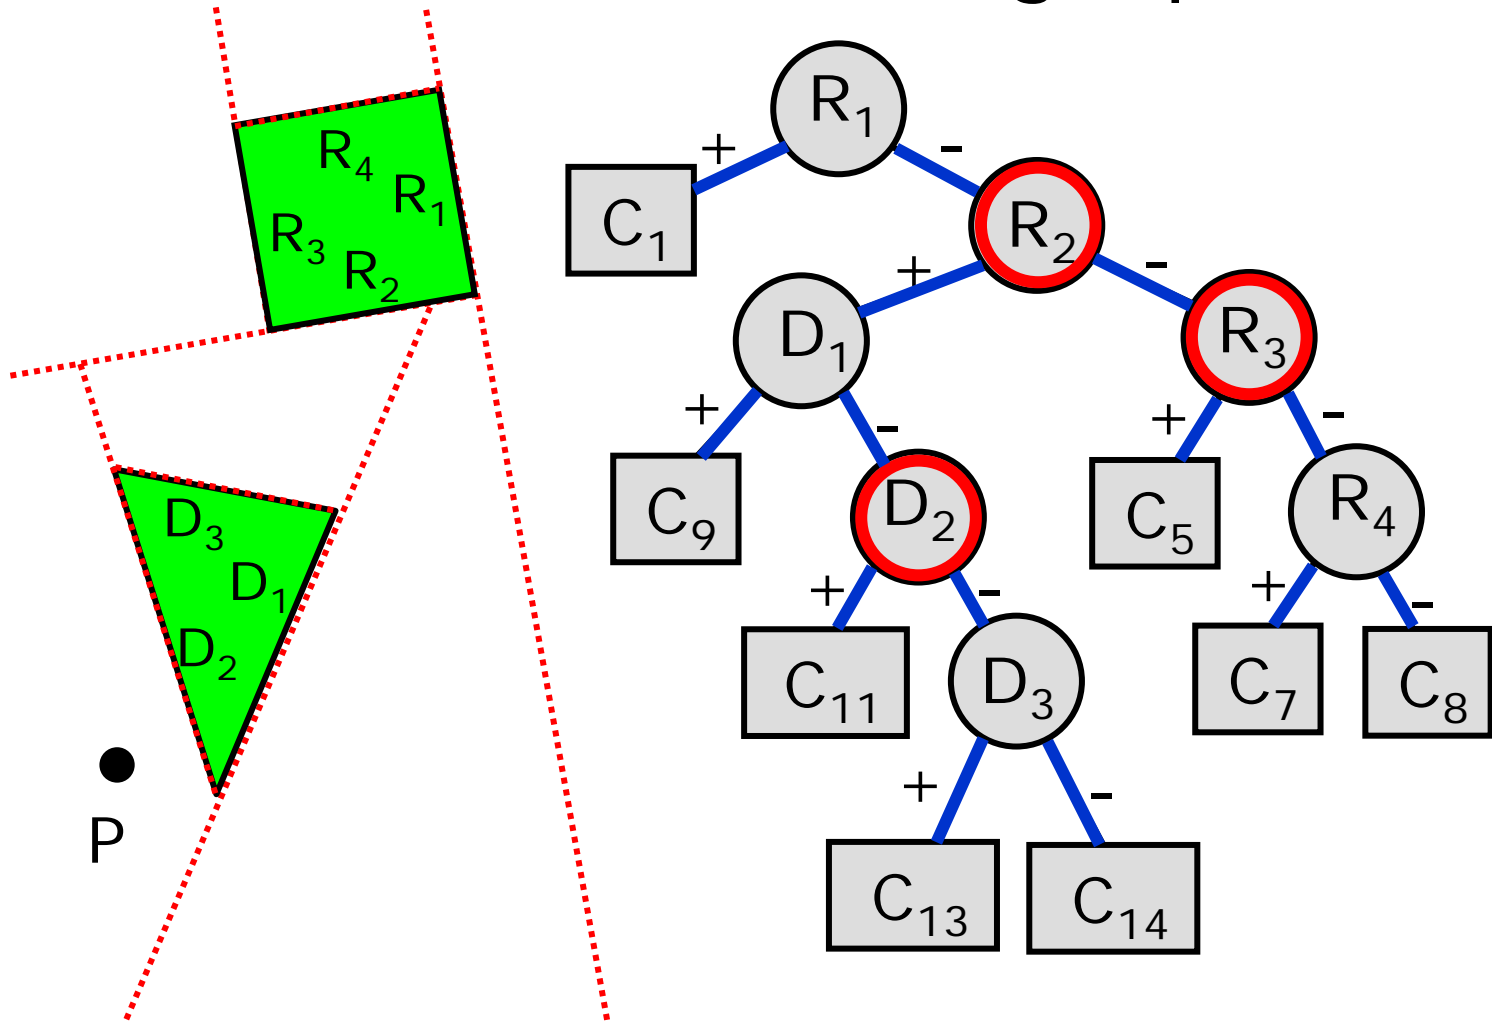 R1
+
-
R4
C1
R1
R2
R3
+
-
R2
D1
R3
+
-
+
-
D3
C9
D2
C5
R4
D1
+
-
+
-
D2
C11
D3
C7
C8
+
-
P
C13
C14